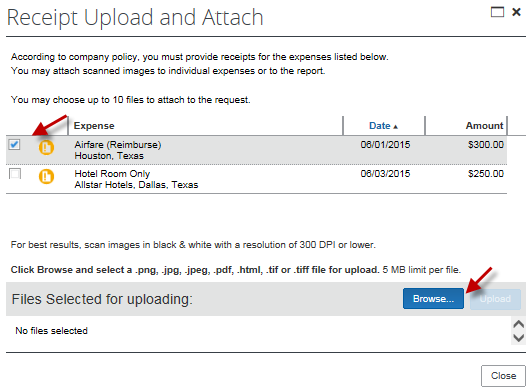 Receipt Upload and Attach
According to company policy, you must provide receipts for the expenses listed below.
You may attach scanned images to individual expenses or to the report.
You may choose up to 10 files to attach to the request.
Expense Date Amount
Airfare (Reimburse) 06/01/2015 $300.00
Houston, Texas
Hotel Room Only 06/03/2015 $250.00
Allstar Hotels, Dallas, Texas
For best results, scan images in black & white with a resolution of 300 DPI or lower.
Click Browse and select a .png, .jpg, .jpeg, .pdf, .html, .tif or .tiff file for upload. 5 MB limit per file.
Files Selected for uploading: Browse... Upload
No files selected
Close